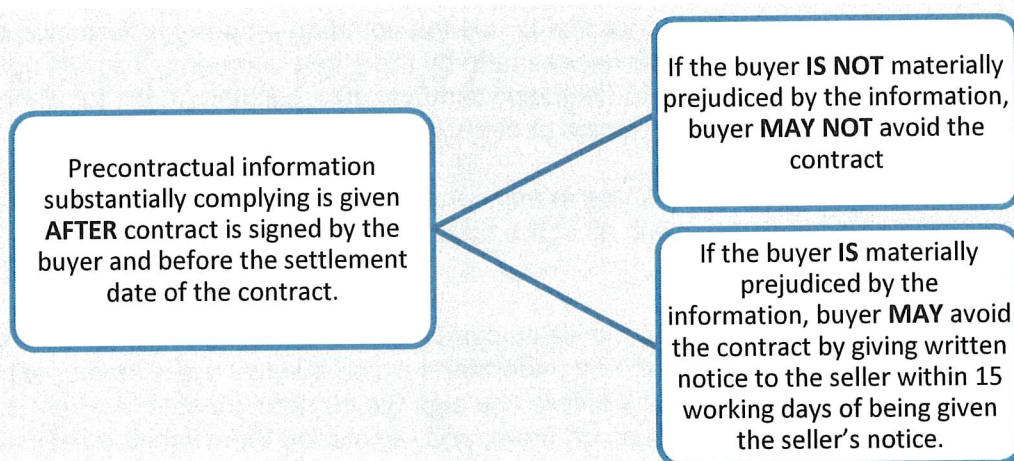 Precontractual information
substantially complying is given
AFTER contract is signed by the
buyer and before the settlement
date of the contract.
If the buyer IS NOT materially
prejudiced by the information,
buyer MAY NOT avoid the
contract
If the buyer IS materially
prejudiced by the
information, buyer MAY avoid
the contract by giving written
notice to the seller within 15
working days of being given
the seller's notice.